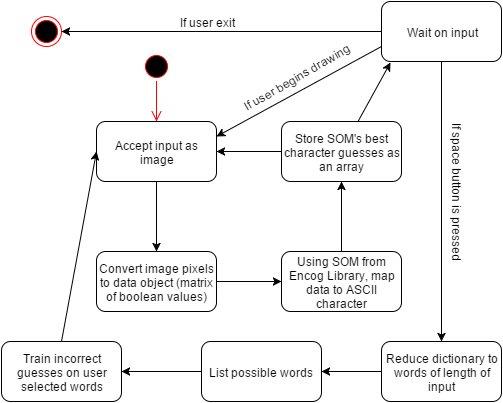 If user exit
Wait on input
If user begins drawing
Accept input as
image
Store SOM's best
character guesses as
an array
If space button is pressed
Convert image pixels
to data object (matrix
of boolean values)
Using SOM from
Encog Library, map
data to ASCII
character
Train incorrect
guesses on user
selected words
List possible words
Reduce dictionary to
words of length of
input